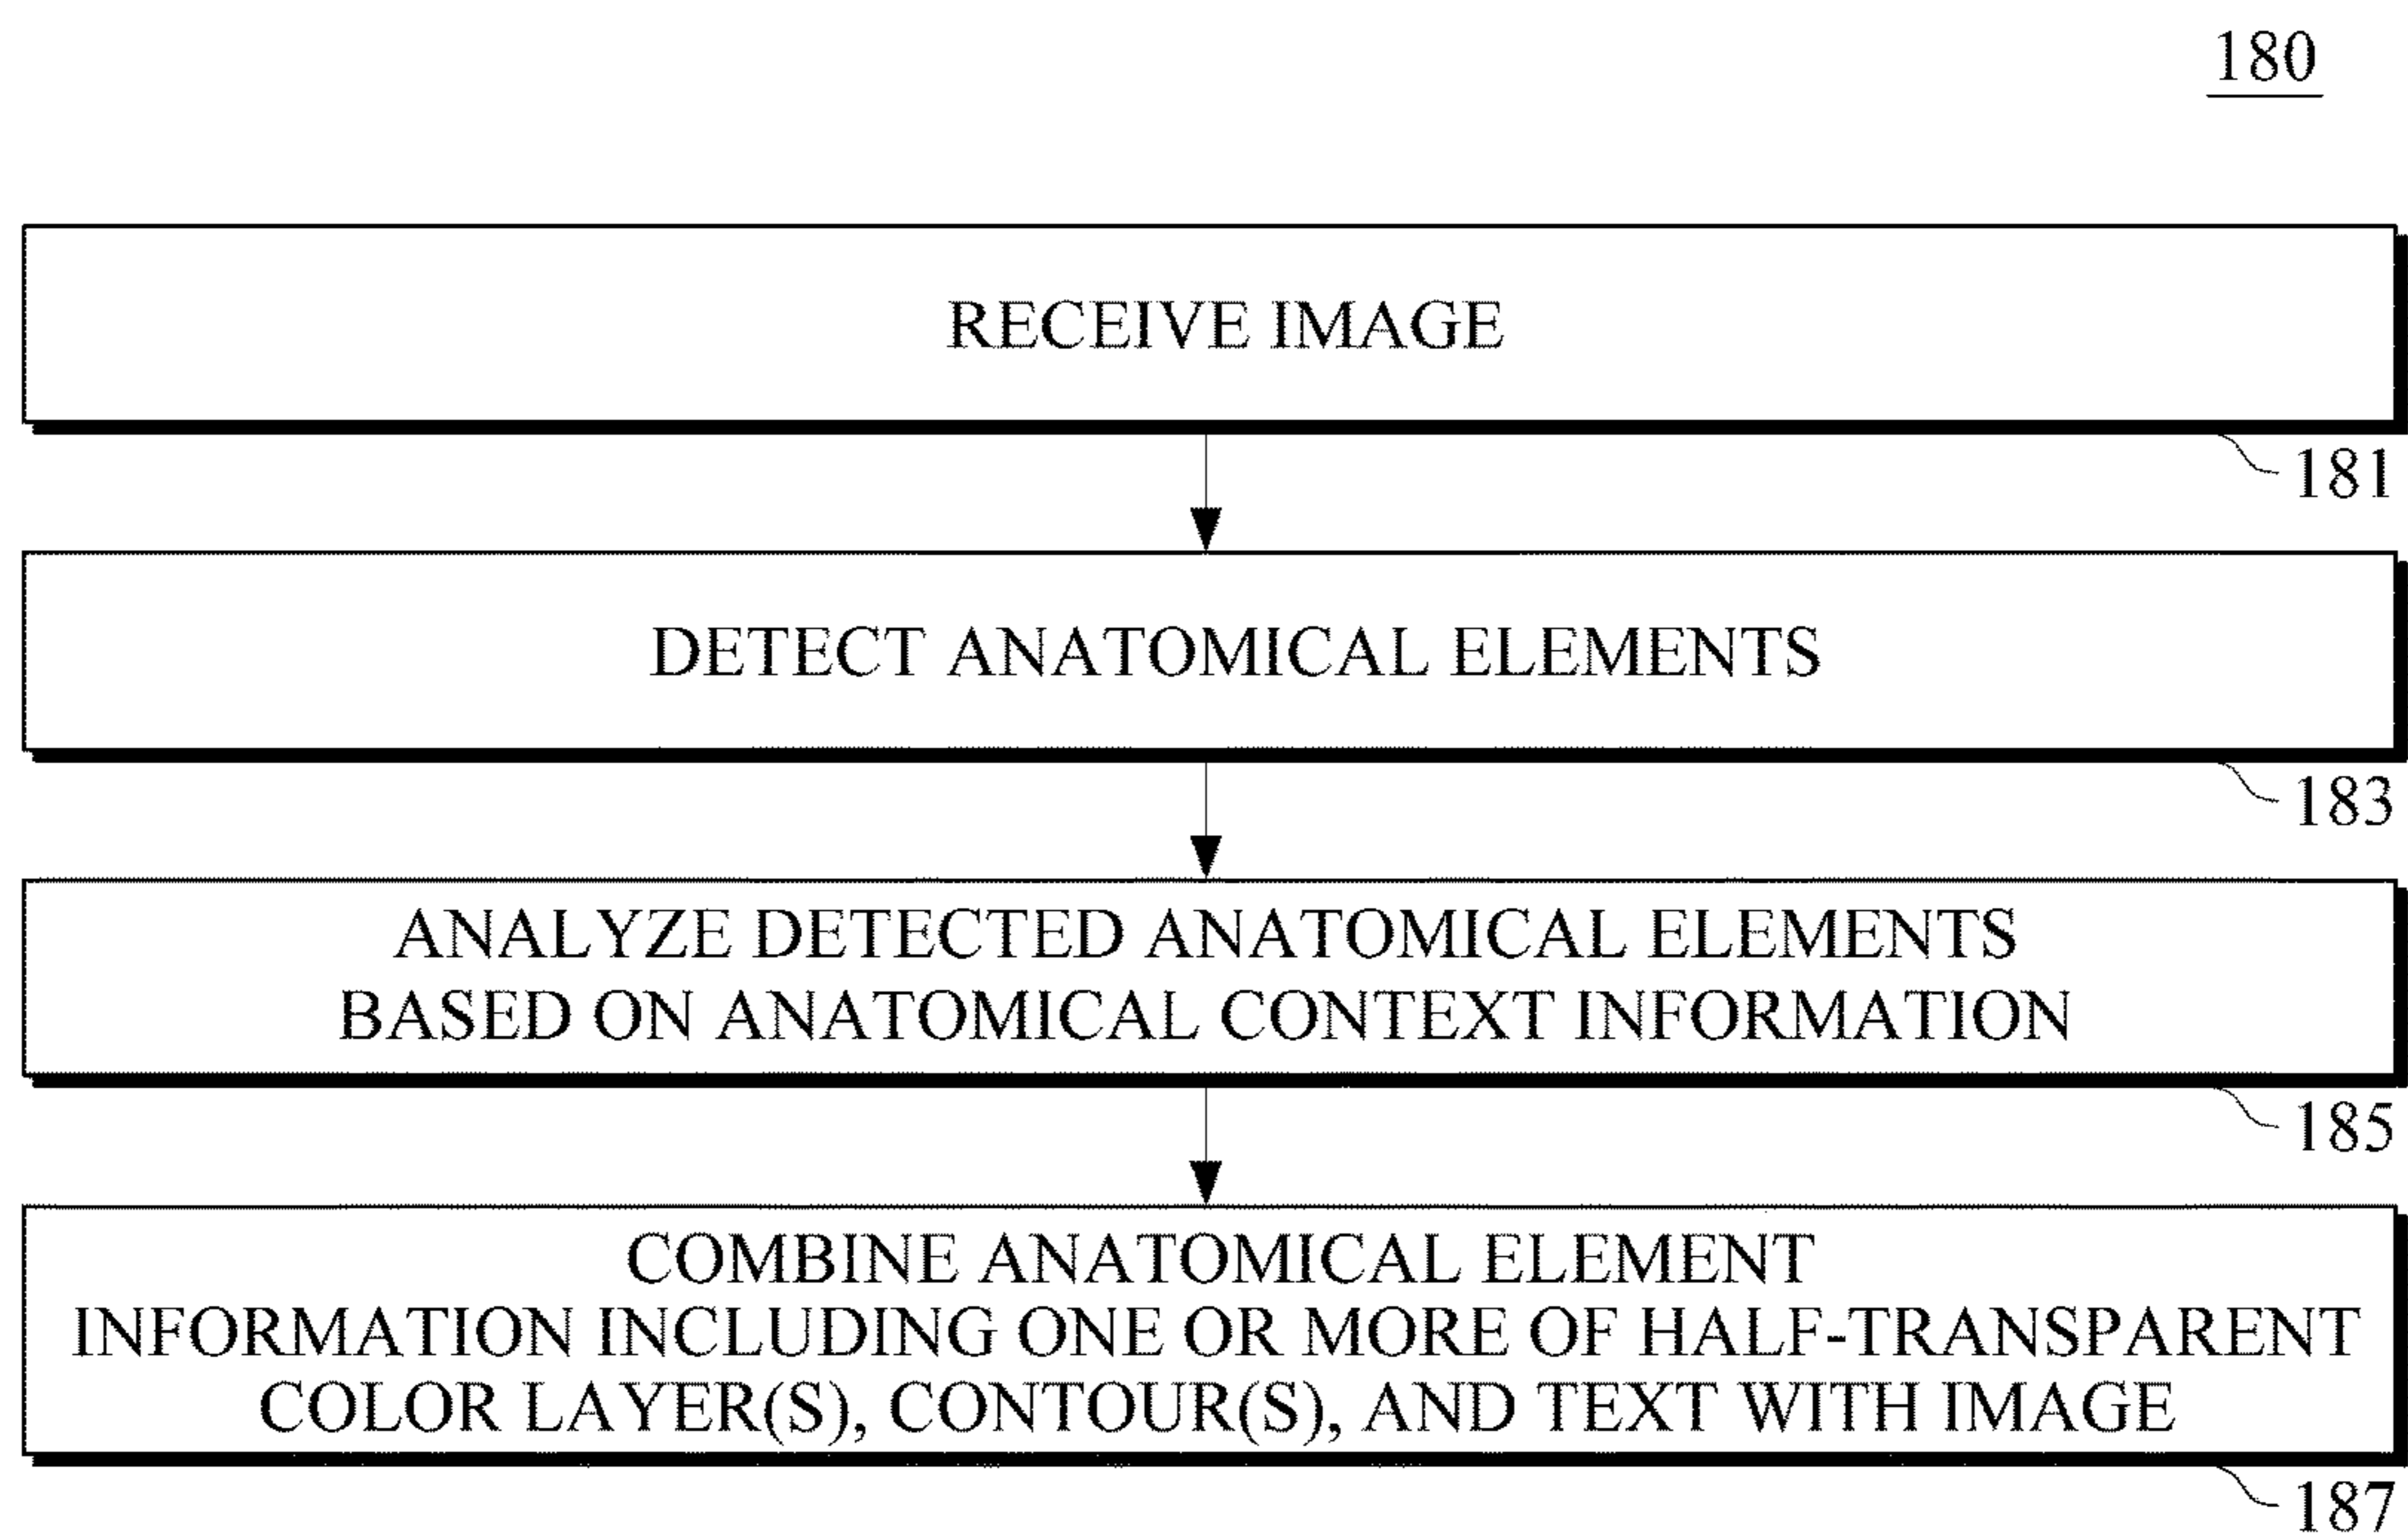 180
RECEIVE IMAGE
181
DETECT ANATOMICAL ELEMENTS
183
ANALYZE DETECTED ANATOMICAL ELEMENTS
BASED ON ANATOMICAL CONTEXT INFORMATION
185
COMBINE ANATOMICAL ELEMENT
INFORMATION INCLUDING ONE OR MORE OF HALF-TRANSPARENT
COLOR LAYER(S), CONTOUR(S), AND TEXT WITH IMAGE
187